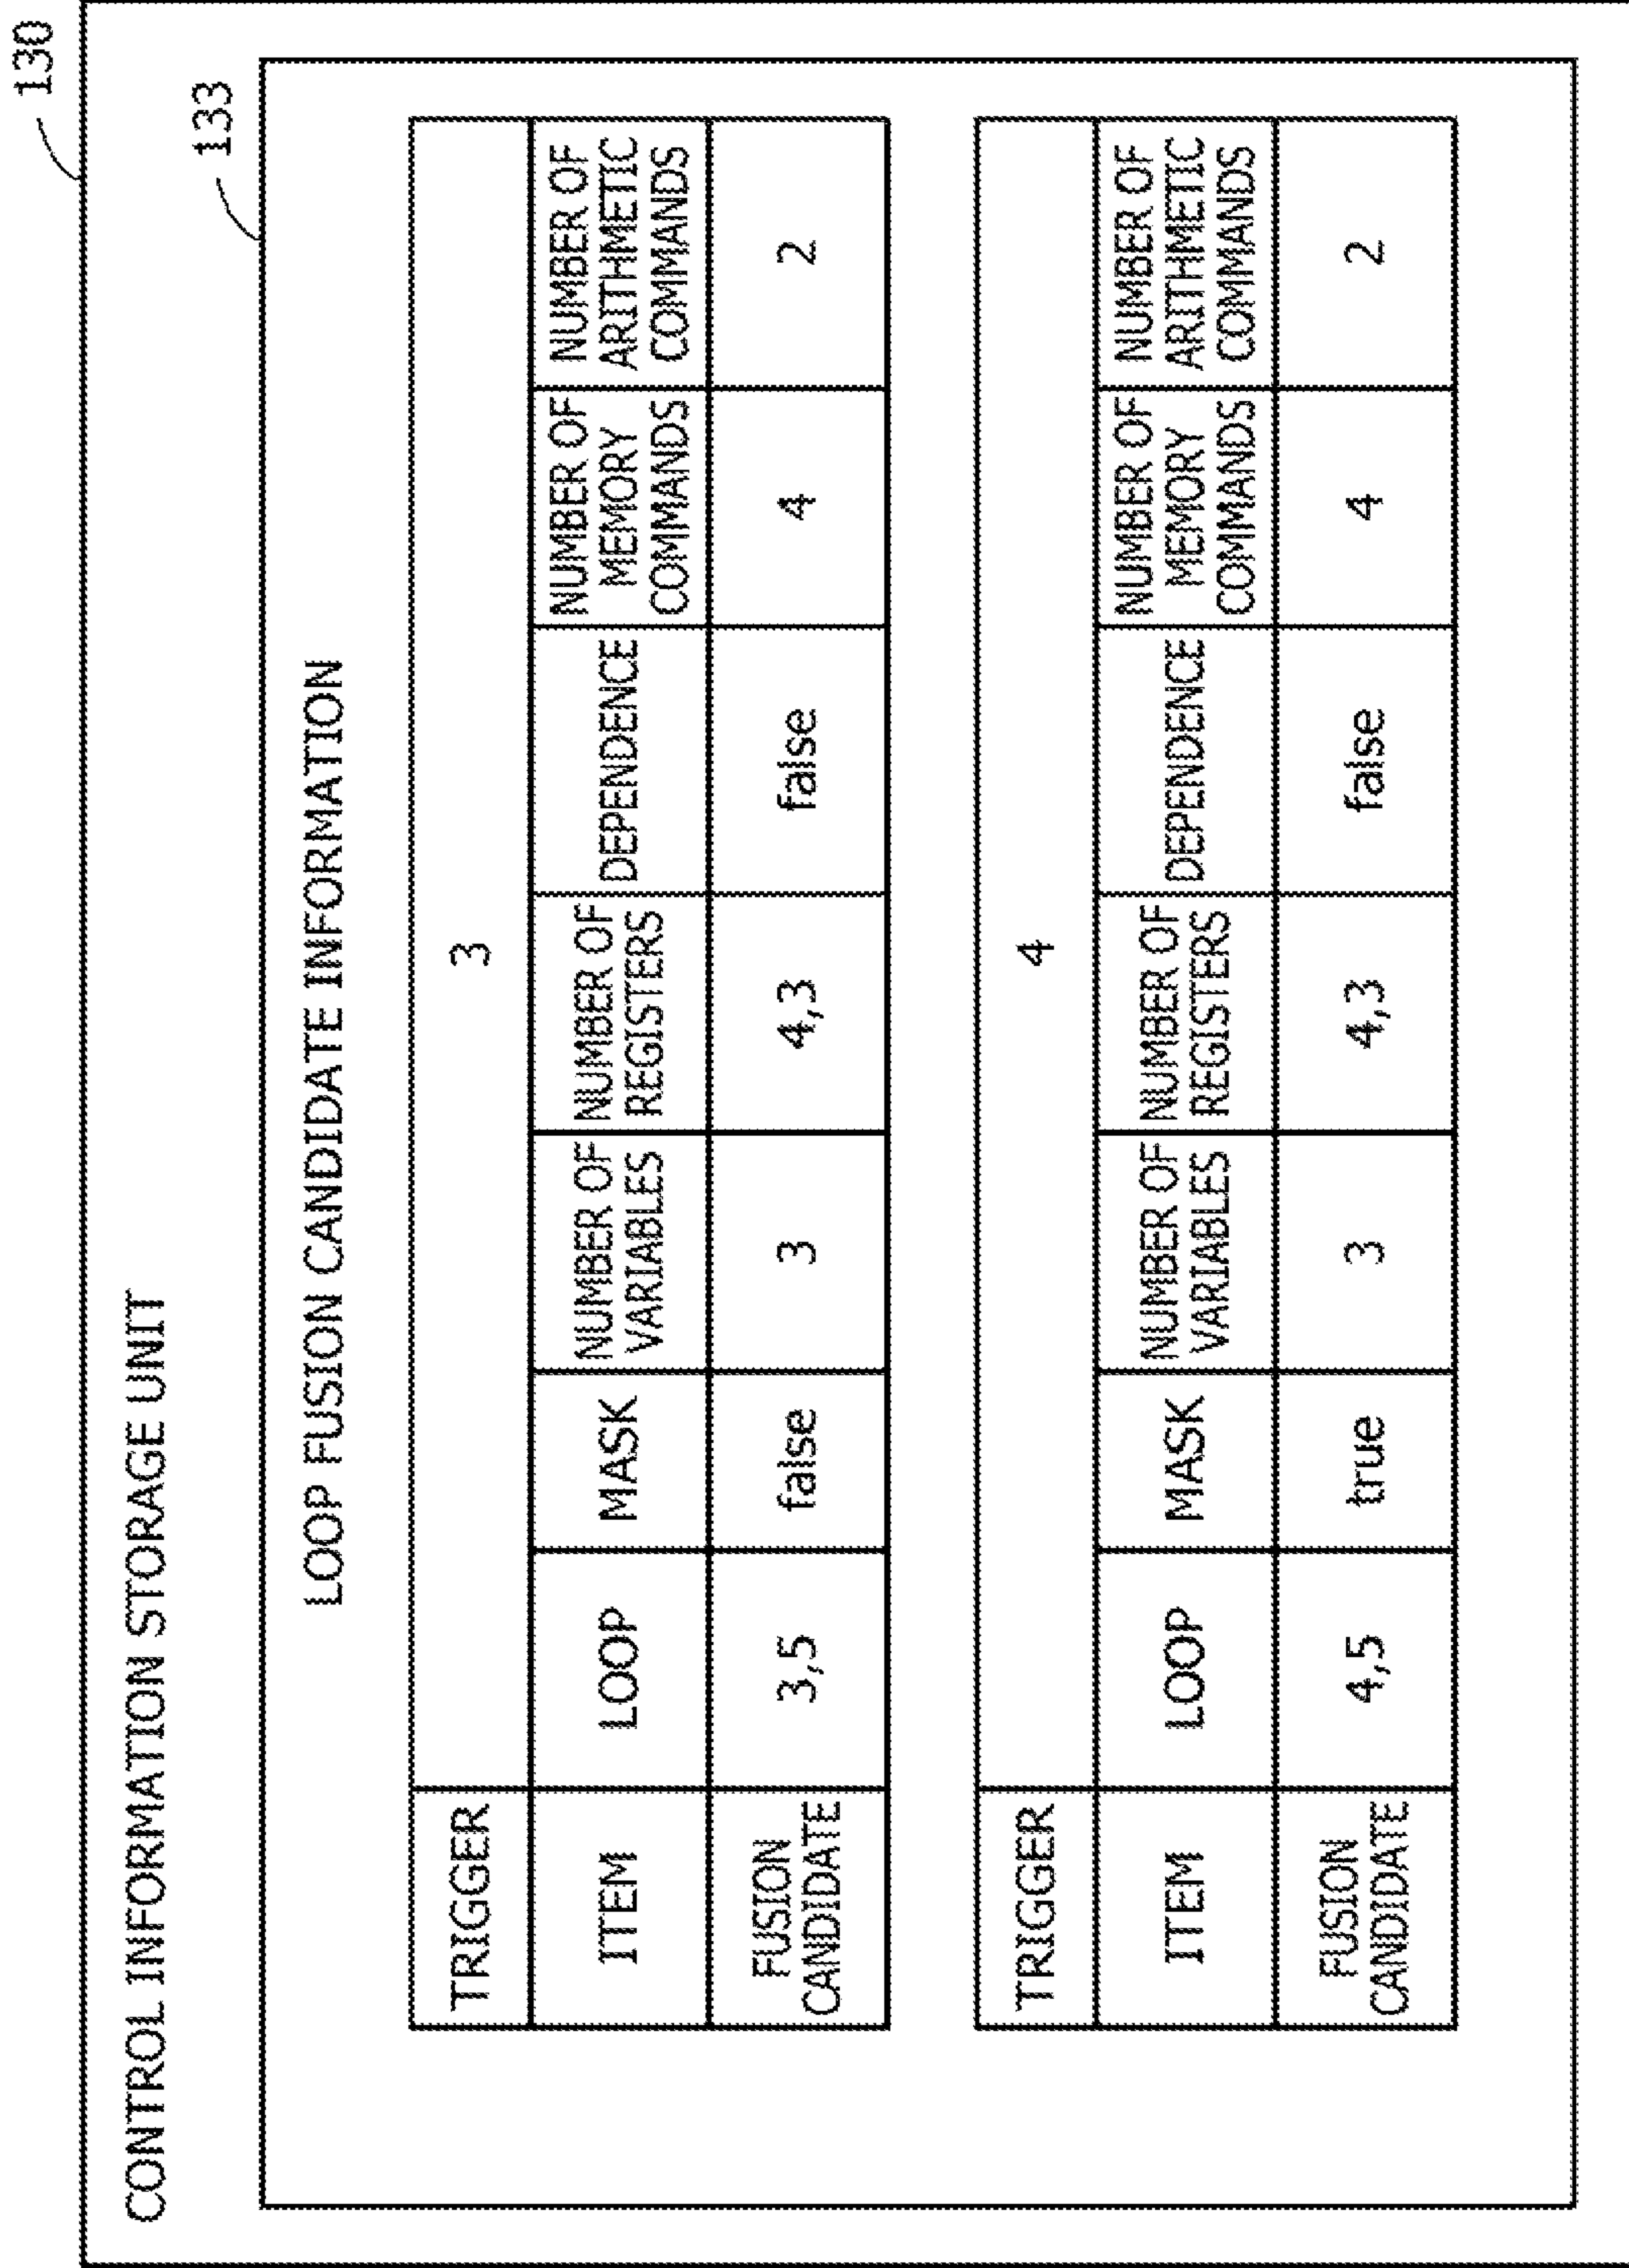 130
CONTROL INFORMATION STORAGE UNIT
133
LOOP FUSION CANDIDATE INFORMATION
TRIGGER
3
ITEM
LOOP
MASK
NUMBER OF
VARIABLES
NUMBER OF
REGISTERS
DEPENDENCE
NUMBER OF
MEMORY
COMMANDS
NUMBER OF
ARITHMETIC
COMMANDS
FUSION
CANDIDATE
3,5
false
3
4,3
false
4
2
TRIGGER
4
ITEM
LOOP
MASK
NUMBER OF
VARIABLES
NUMBER OF
REGISTERS
DEPENDENCE
NUMBER OF
MEMORY
COMMANDS
NUMBER OF
ARITHMETIC
COMMANDS
FUSION
CANDIDATE
4,5
true
3
4,3
false
4
2